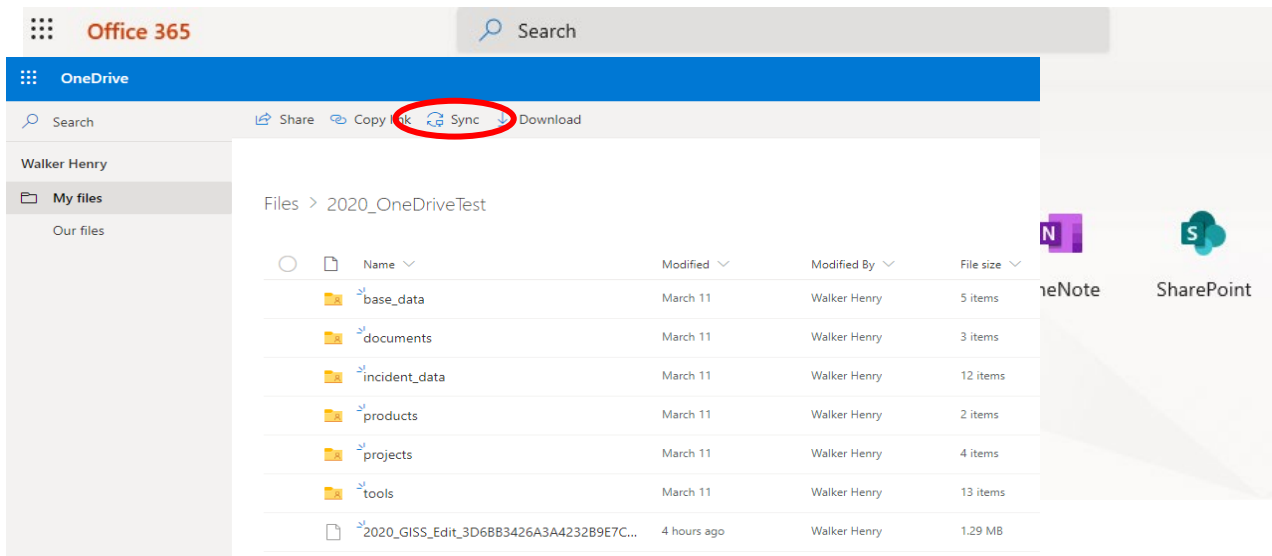 Office 365
Search
OneDrive
Search
Share Copy link Sync Download
Walker Henry
My files
Our files
Files > 2020_OneDriveTest
Name Modified Modified By File size
base_data March 11 Walker Henry 5 items
documents March 11 Walker Henry 3 items
incident_data March 11 Walker Henry 12 items
products March 11 Walker Henry 2 items
projects March 11 Walker Henry 4 items
tools March 11 Walker Henry 13 items
2020_GISS_Edit_3D6BB3426A3A4232B9E7C... 4 hours ago Walker Henry 1.29 MB
N
S
neNote
SharePoint